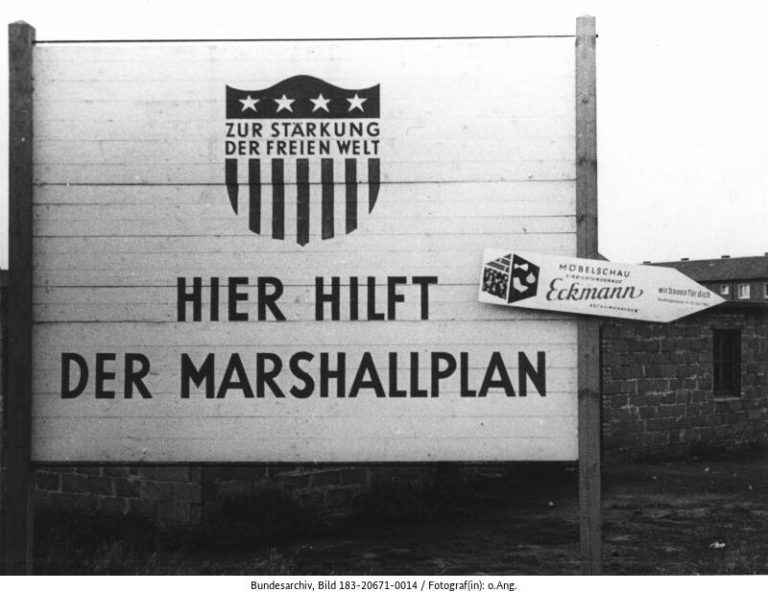 ZUR STÄRKUNG
DER FREIEN WELT
HIER HILFT
DER MARSHALLPLAN
MÖBELSCHAU
EINRICHTUNGSHAUS
Eckmann
wir bauen für dich
Bundesarchiv, Bild 183-20671-0014 / Fotograf(in): o.Ang.